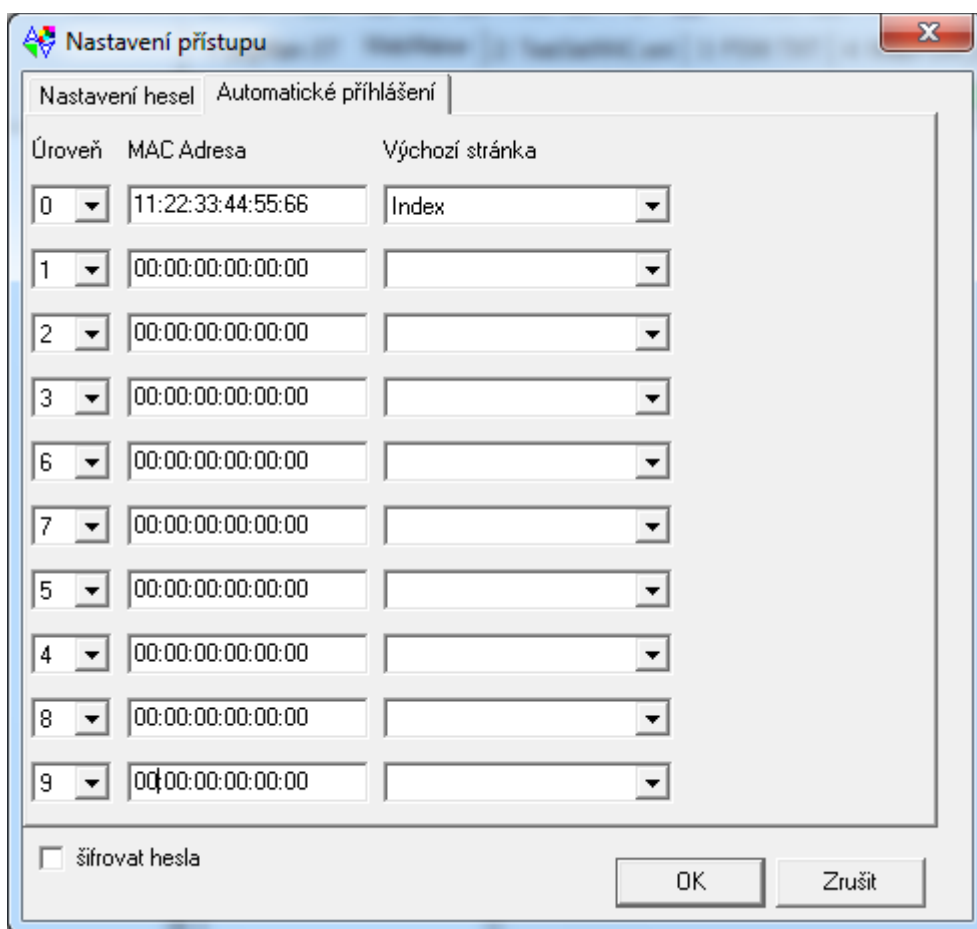 Nastavení přístupu
Nastavení hesel Automatické příhlášení
Úroveň MAC Adresa Výchozí stránka
0 11:22:33:44:55:66 Index
1 00:00:00:00:00:00
2 00:00:00:00:00:00
3 00:00:00:00:00:00
6 00:00:00:00:00:00
7 00:00:00:00:00:00
5 00:00:00:00:00:00
4 00:00:00:00:00:00
8 00:00:00:00:00:00
9 00:00:00:00:00:00
šifrovat hesla
OK Zrušit